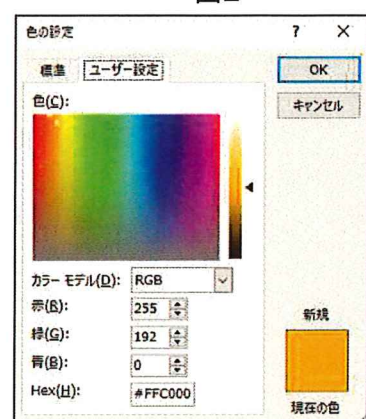 色の設定 ? ×
標準 ユーザー設定
OK
キャンセル
色(C):
カラー モデル(D): RGB
赤(R): 255
緑(G): 192
青(B): 0
Hex(H): #FFC000
新規
現在の色